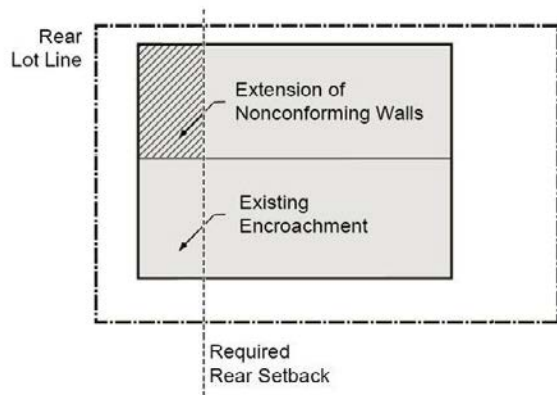 Rear
Lot Line
Extension of
Nonconforming Walls
Existing
Encroachment
Required
Rear Setback